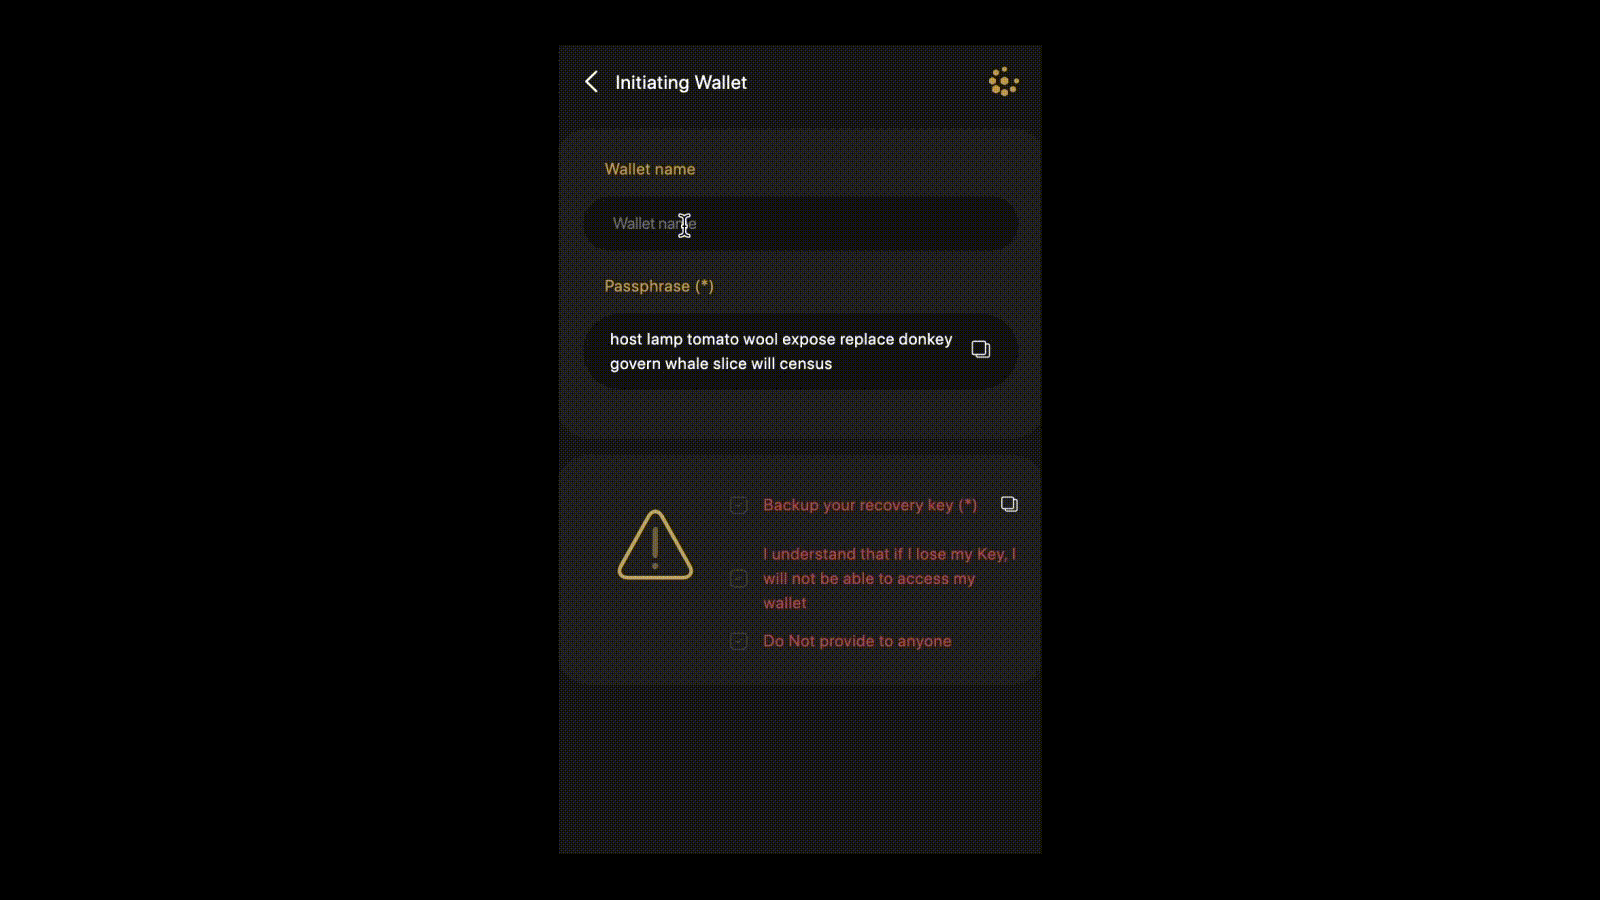 Initiating Wallet
Wallet name
Wallet name
Passphrase (*)
host lamp tomato wool expose replace donkey
govern whale slice will census
Backup your recovery key (*)
I understand that if I lose my Key, I
will not be able to access my
wallet
Do Not provide to anyone